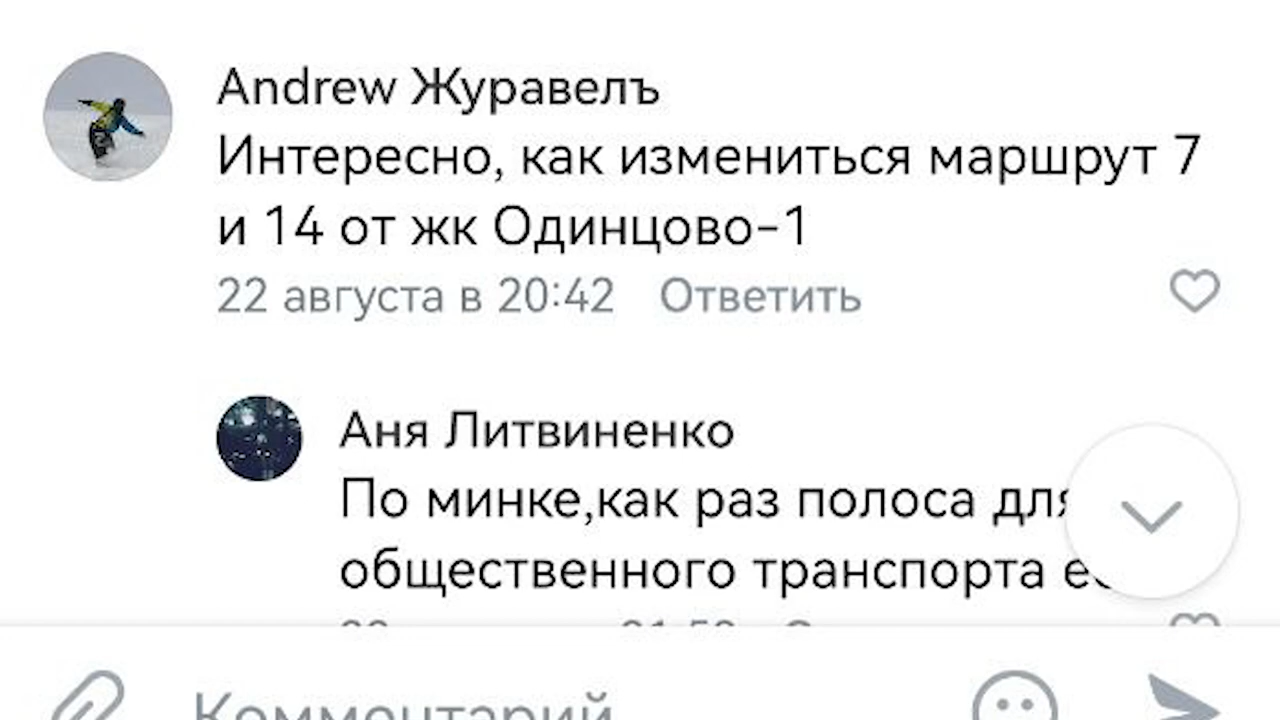 Andrew Журавелъ
Интересно, как измениться маршрут 7
и 14 от жк Одинцово-1
22 августа в 20:42 Ответить
Аня Литвиненко
По минке,как раз полоса для
общественного транспорта
Комментарий